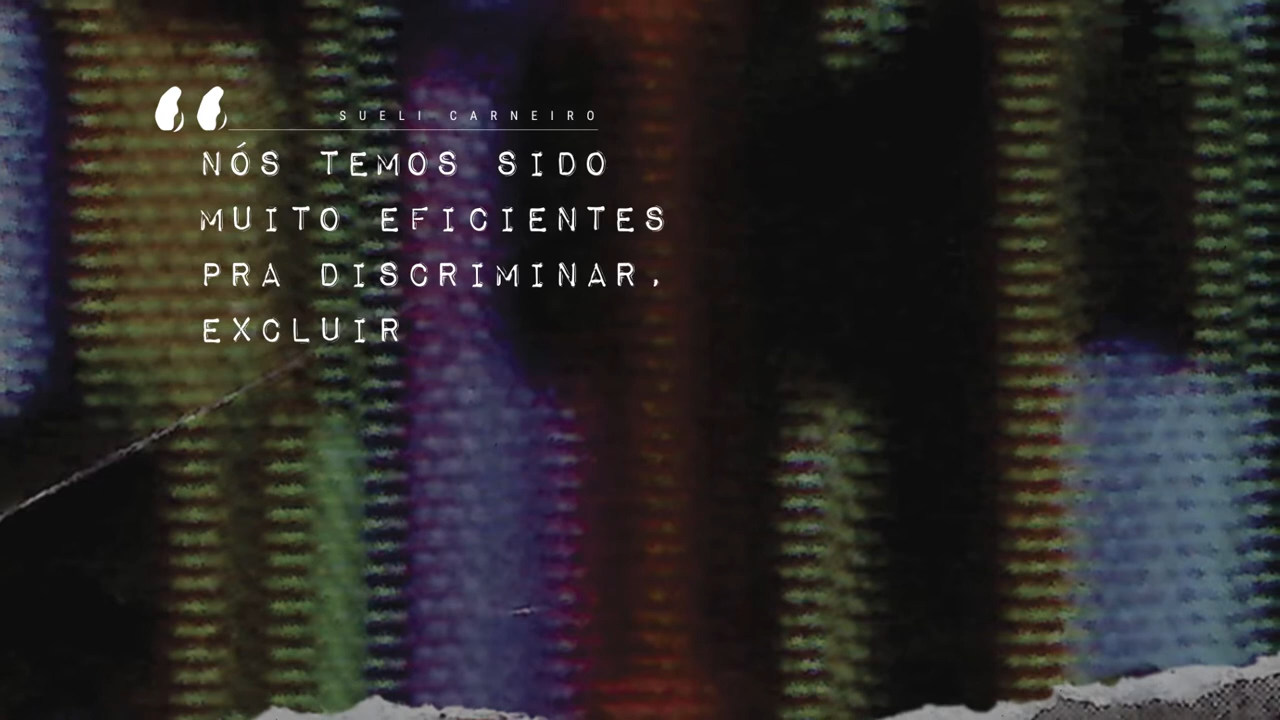 “
SUELI CARNEIRO
NÓS TEMOS SIDO
MUITO EFICIENTES
PRA DISCRIMINAR,
EXCLUIR